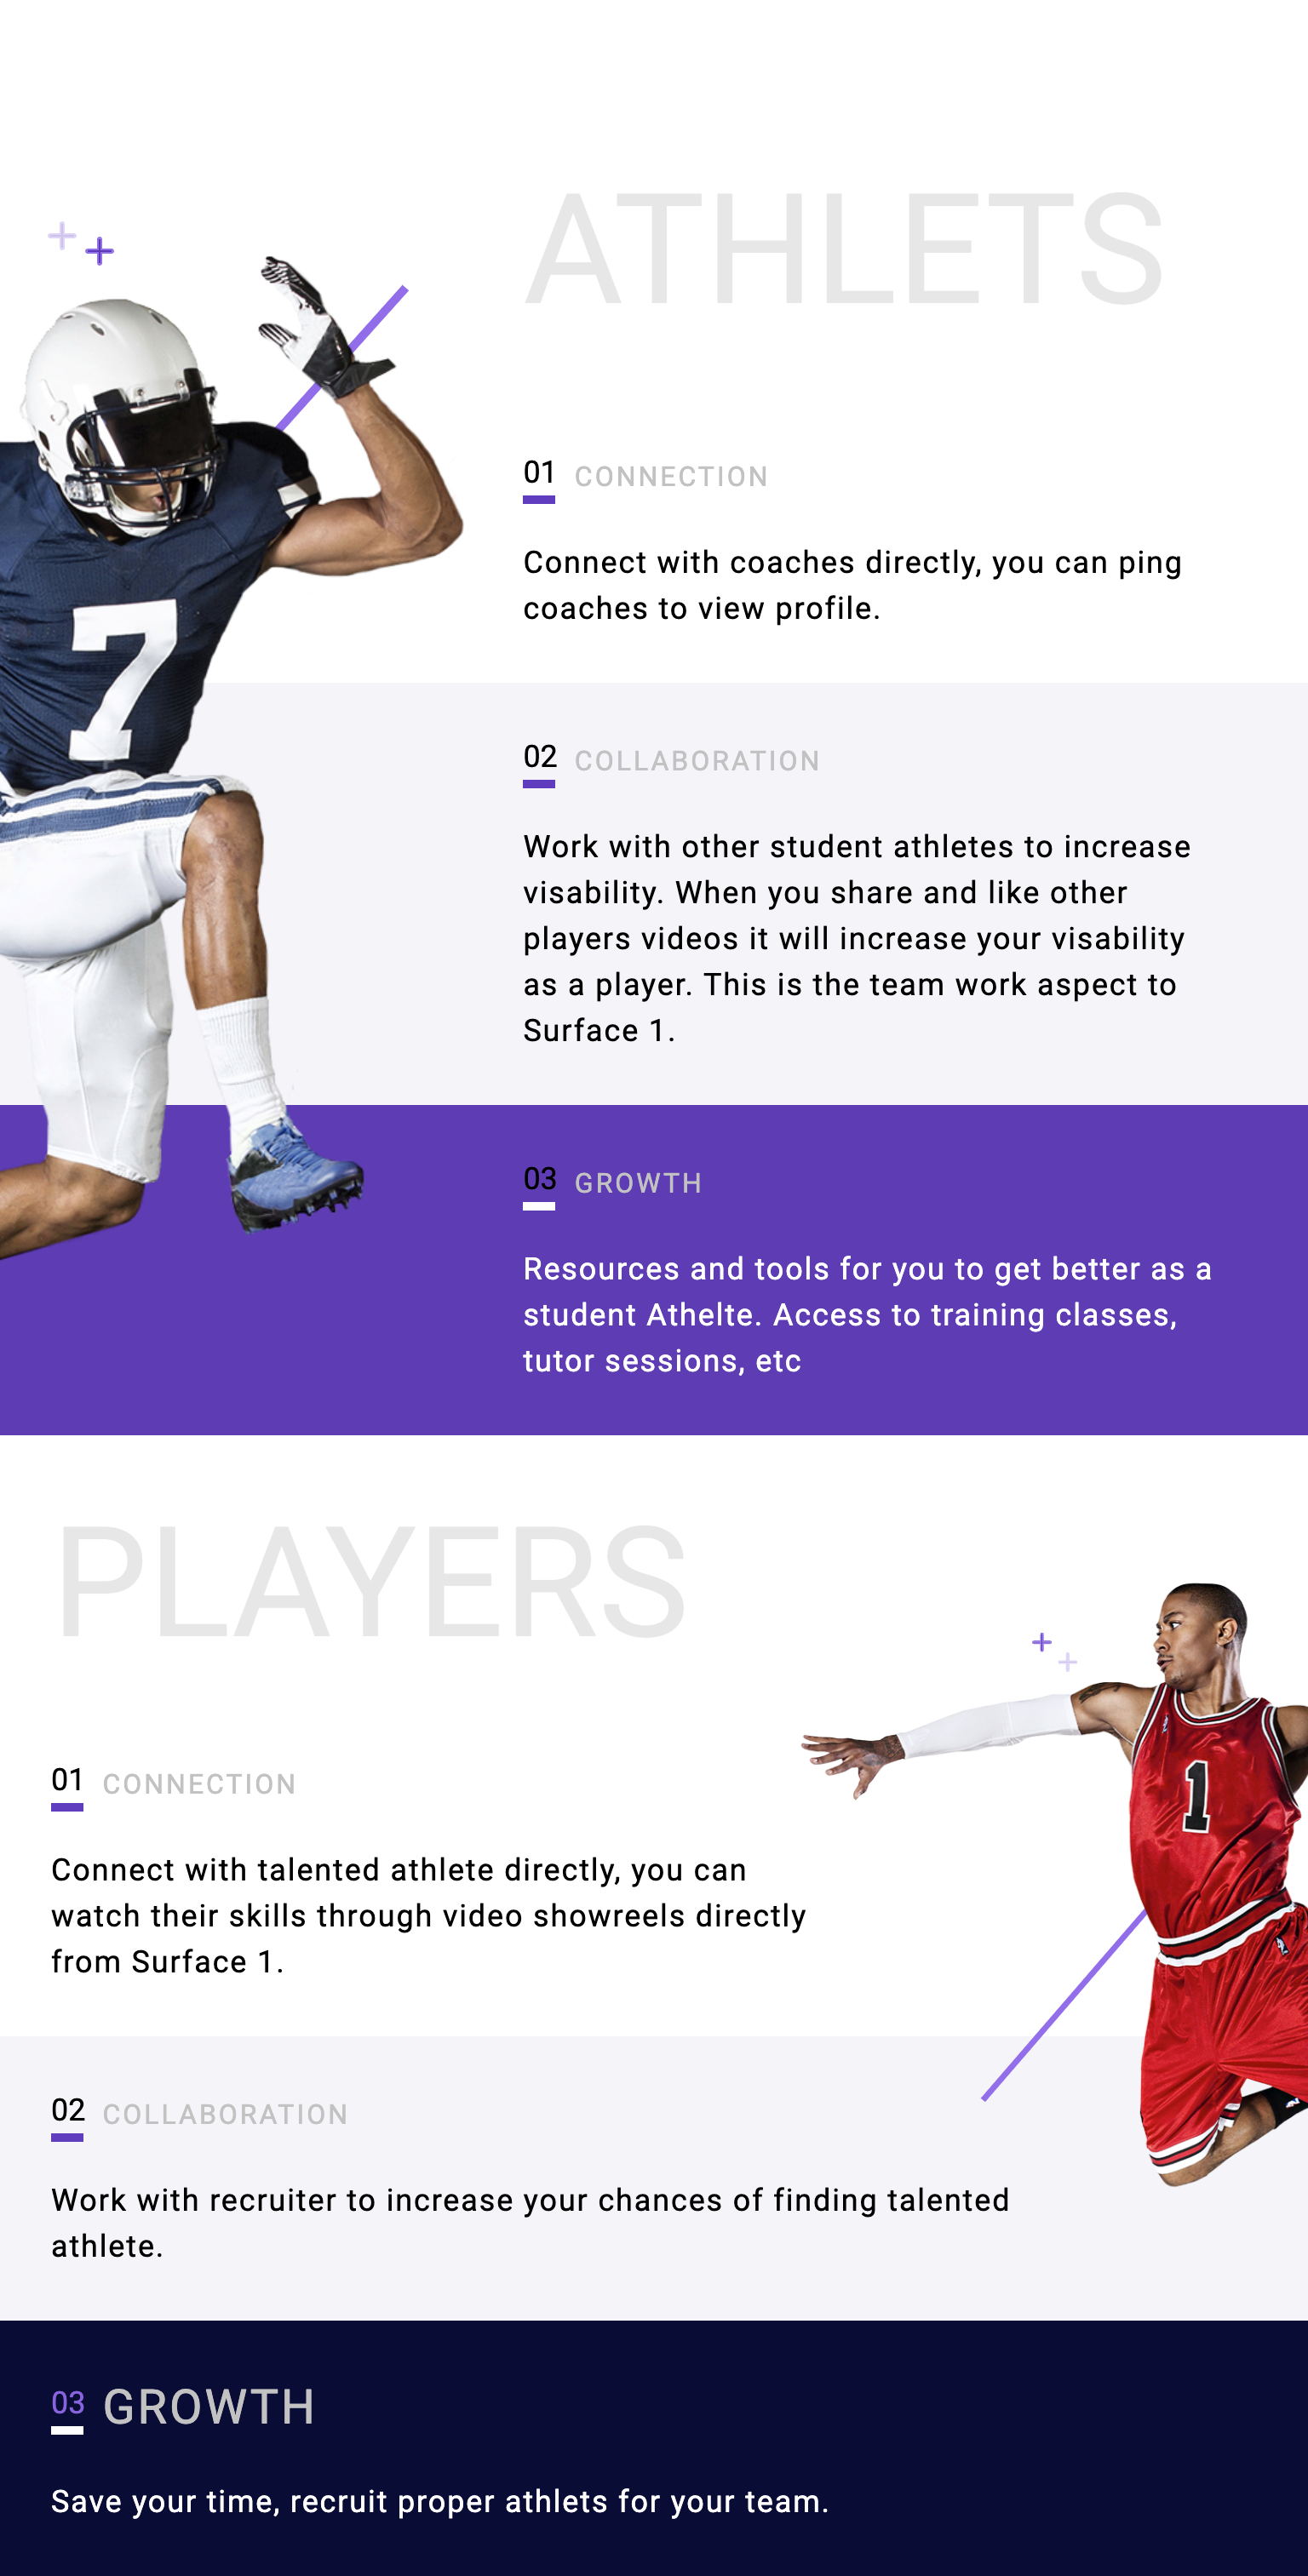 ATHLETS
01 CONNECTION
Connect with coaches directly, you can ping
coaches to view profile.
7
02 COLLABORATION
Work with other student athletes to increase
visability. When you share and like other
players videos it will increase your visability
as a player. This is the team work aspect to
Surface 1.
03 GROWTH
Resources and tools for you to get better as a
student Athelte. Access to training classes,
tutor sessions, etc
PLAYERS
1
01 CONNECTION
Connect with talented athlete directly, you can
watch their skills through video showreels directly
from Surface 1.
02 COLLABORATION
Work with recruiter to increase your chances of finding talented
athlete.
03 GROWTH
Save your time, recruit proper athlets for your team.